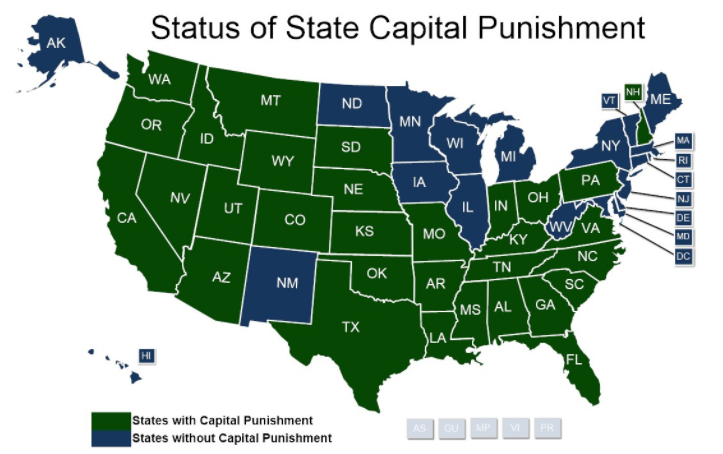 Status of State Capital Punishment
AK
WA
MT
ND
MN
VT
NH
ME
OR
ID
SD
WI
MI
NY
MA
RI
CT
WY
NE
IA
PA
NJ
NV
UT
CO
IL
IN
OH
DE
MD
DC
CA
KS
MO
KY
WV
VA
AZ
NM
OK
AR
TN
NC
SC
TX
LA
MS
AL
GA
FL
HI
States with Capital Punishment
States without Capital Punishment
AS GU MP VI PR